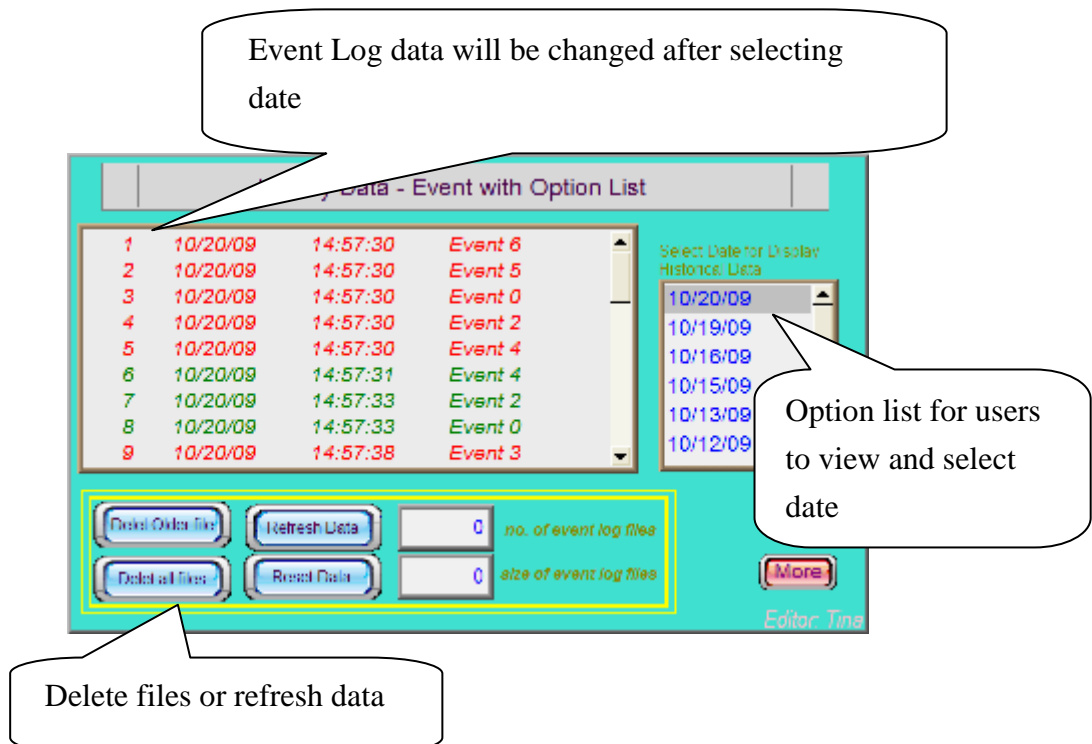 Event Log data will be changed after selecting
date
Data - Event with Option List
1 10/20/09 14:57:30 Event 6
2 10/20/09 14:57:30 Event 5
3 10/20/09 14:57:30 Event 0
4 10/20/09 14:57:30 Event 2
5 10/20/09 14:57:30 Event 4
6 10/20/09 14:57:31 Event 4
7 10/20/09 14:57:33 Event 2
8 10/20/09 14:57:33 Event 0
9 10/20/09 14:57:38 Event 3
Select Date for Display
Historical Data
10/20/09
10/19/09
10/16/09
10/15/09
10/13/09
10/12/09
Option list for users
to view and select
date
Delet Older file
Refresh Data
0 no. of event log files
Delet all files
Reset Data
0 size of event log files
More
Editor: Tina
Delete files or refresh data